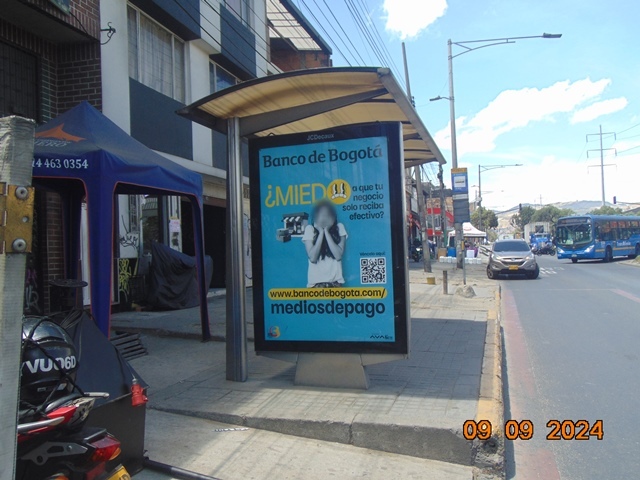 JCDecaux
Banco de Bogotá
¿MIEDO
a que tu
negocio
solo reciba
efectivo?
www.bancodebogota.com/
mediosdepago
14 463 0354
09 09 2024